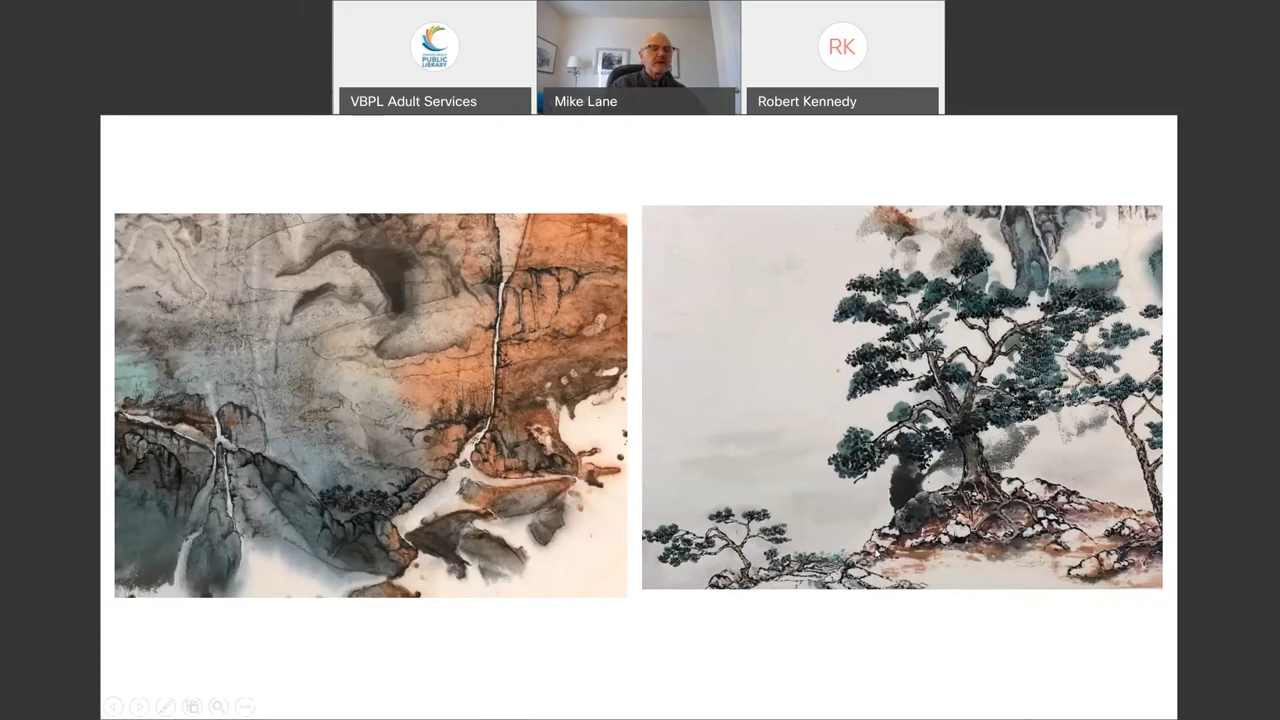 PUBLIC
LIBRARY
VBPL Adult Services
Mike Lane
RK
Robert Kennedy